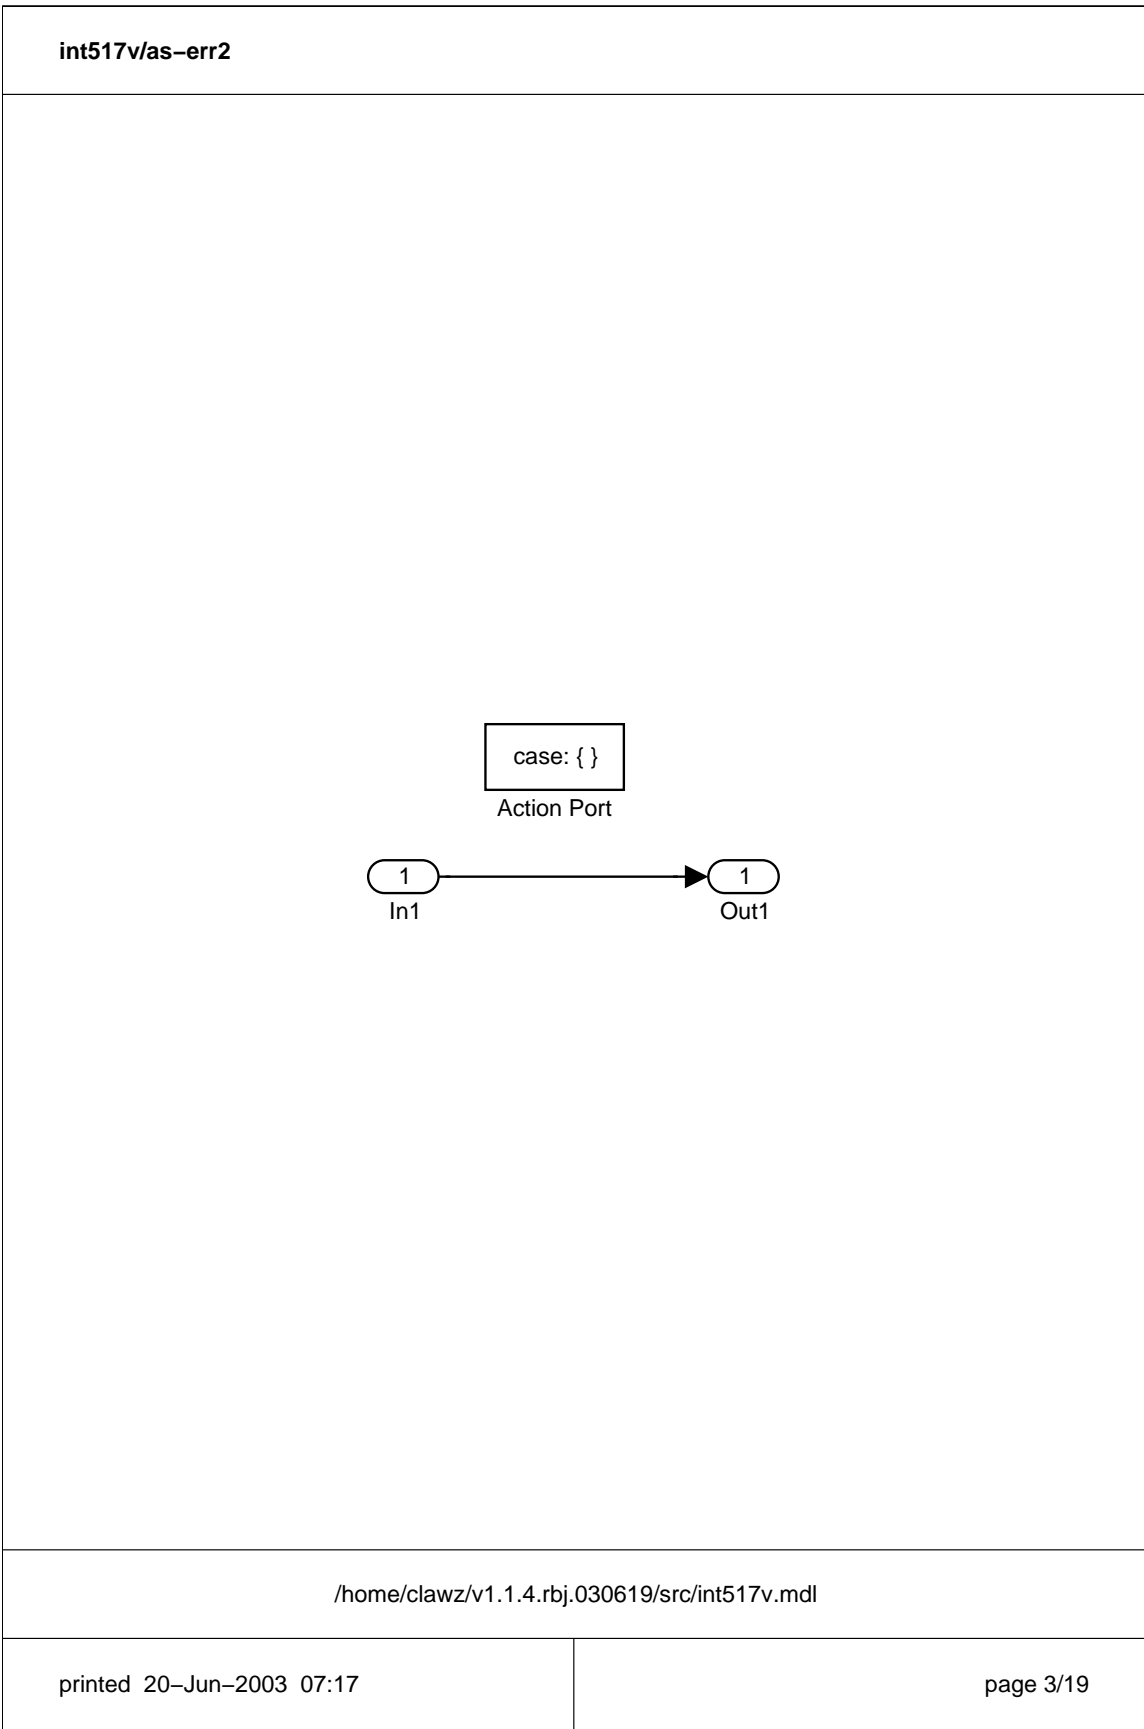 int517v/as−err2
case: { }
Action Port
1
1
In1
Out1
/home/clawz/v1.1.4.rbj.030619/src/int517v.mdl
printed 20−Jun−2003 07:17
page 3/19